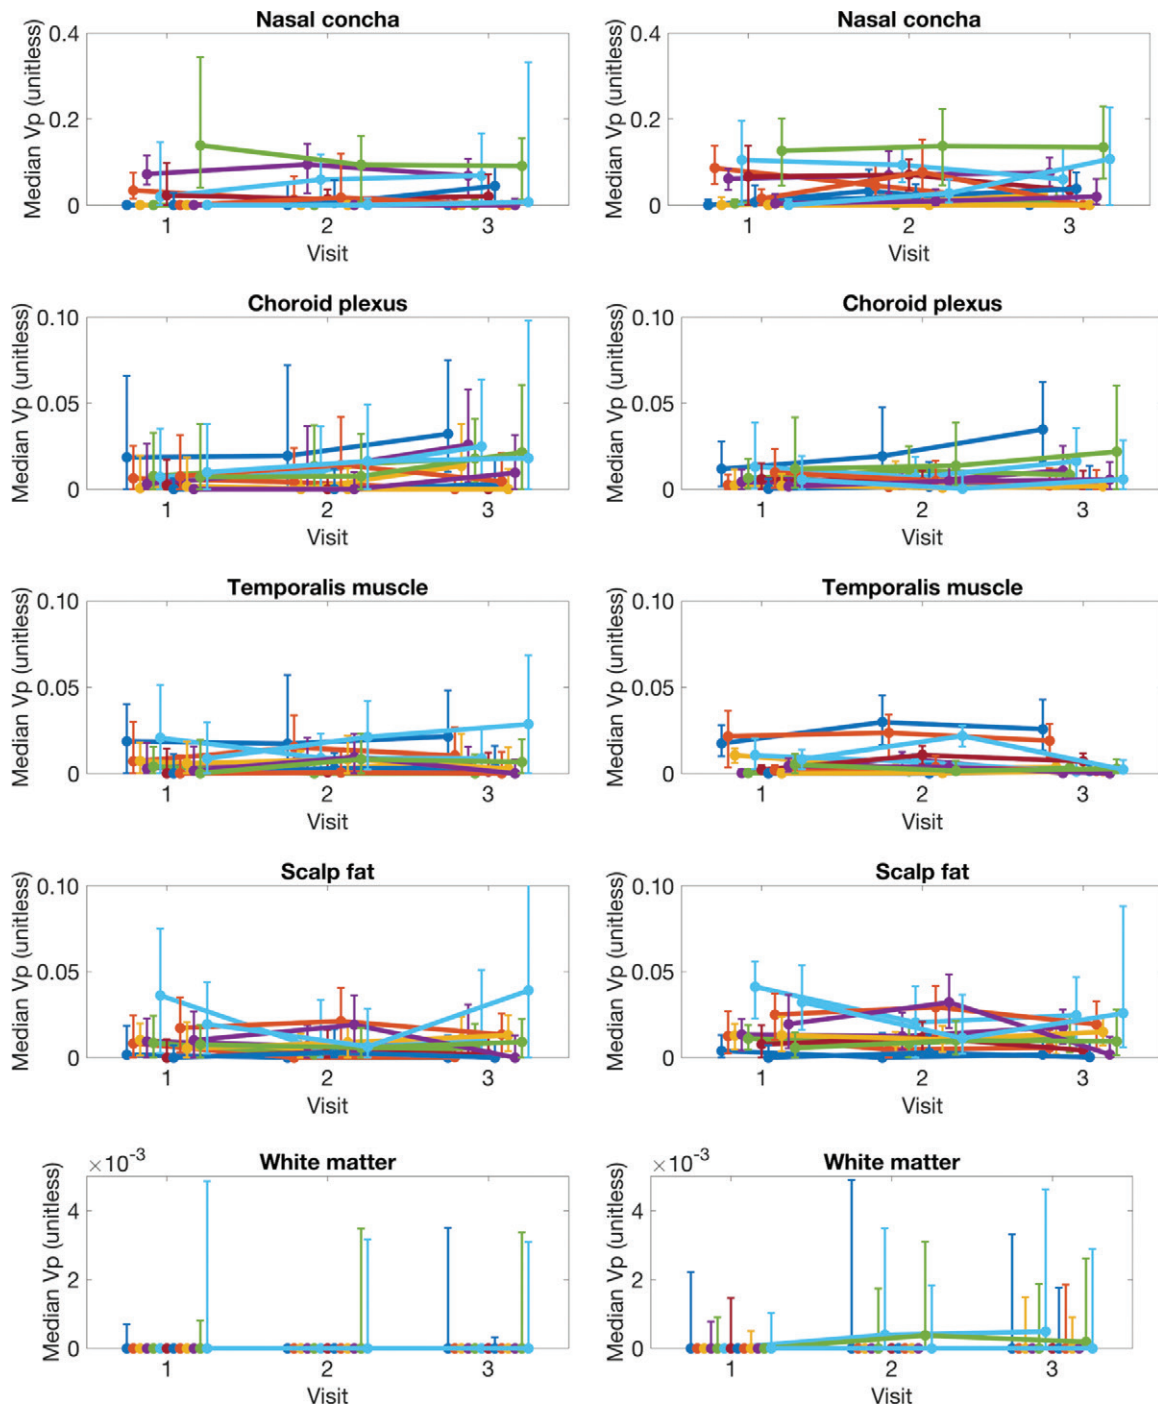 Nasal concha
Median Vp (unitless)
0.4
0.2
0
1 2 3
Visit
Nasal concha
Median Vp (unitless)
0.4
0.2
0
1 2 3
Visit
Choroid plexus
Median Vp (unitless)
0.10
0.05
0
1 2 3
Visit
Choroid plexus
Median Vp (unitless)
0.10
0.05
0
1 2 3
Visit
Temporalis muscle
Median Vp (unitless)
0.10
0.05
0
1 2 3
Visit
Temporalis muscle
Median Vp (unitless)
0.10
0.05
0
1 2 3
Visit
Scalp fat
Median Vp (unitless)
0.10
0.05
0
1 2 3
Visit
Scalp fat
Median Vp (unitless)
0.10
0.05
0
1 2 3
Visit
×10⁻³
White matter
Median Vp (unitless)
4
2
0
1 2 3
Visit
×10⁻³
White matter
Median Vp (unitless)
4
2
0
1 2 3
Visit